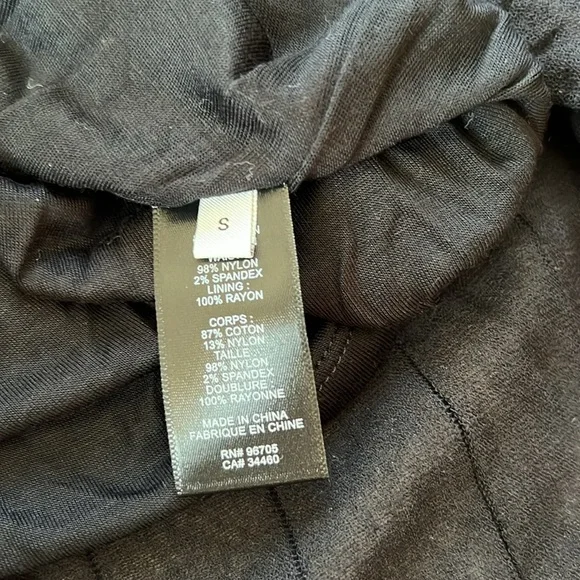 S
98% NYLON
2% SPANDEX
LINING :
100% RAYON
CORPS :
87% COTON
13% NYLON
TAILLE :
98% NYLON
2% SPANDEX
DOUBLURE :
100% RAYONNE
MADE IN CHINA
FABRIQUE EN CHINE
RN# 96705
CA# 34460